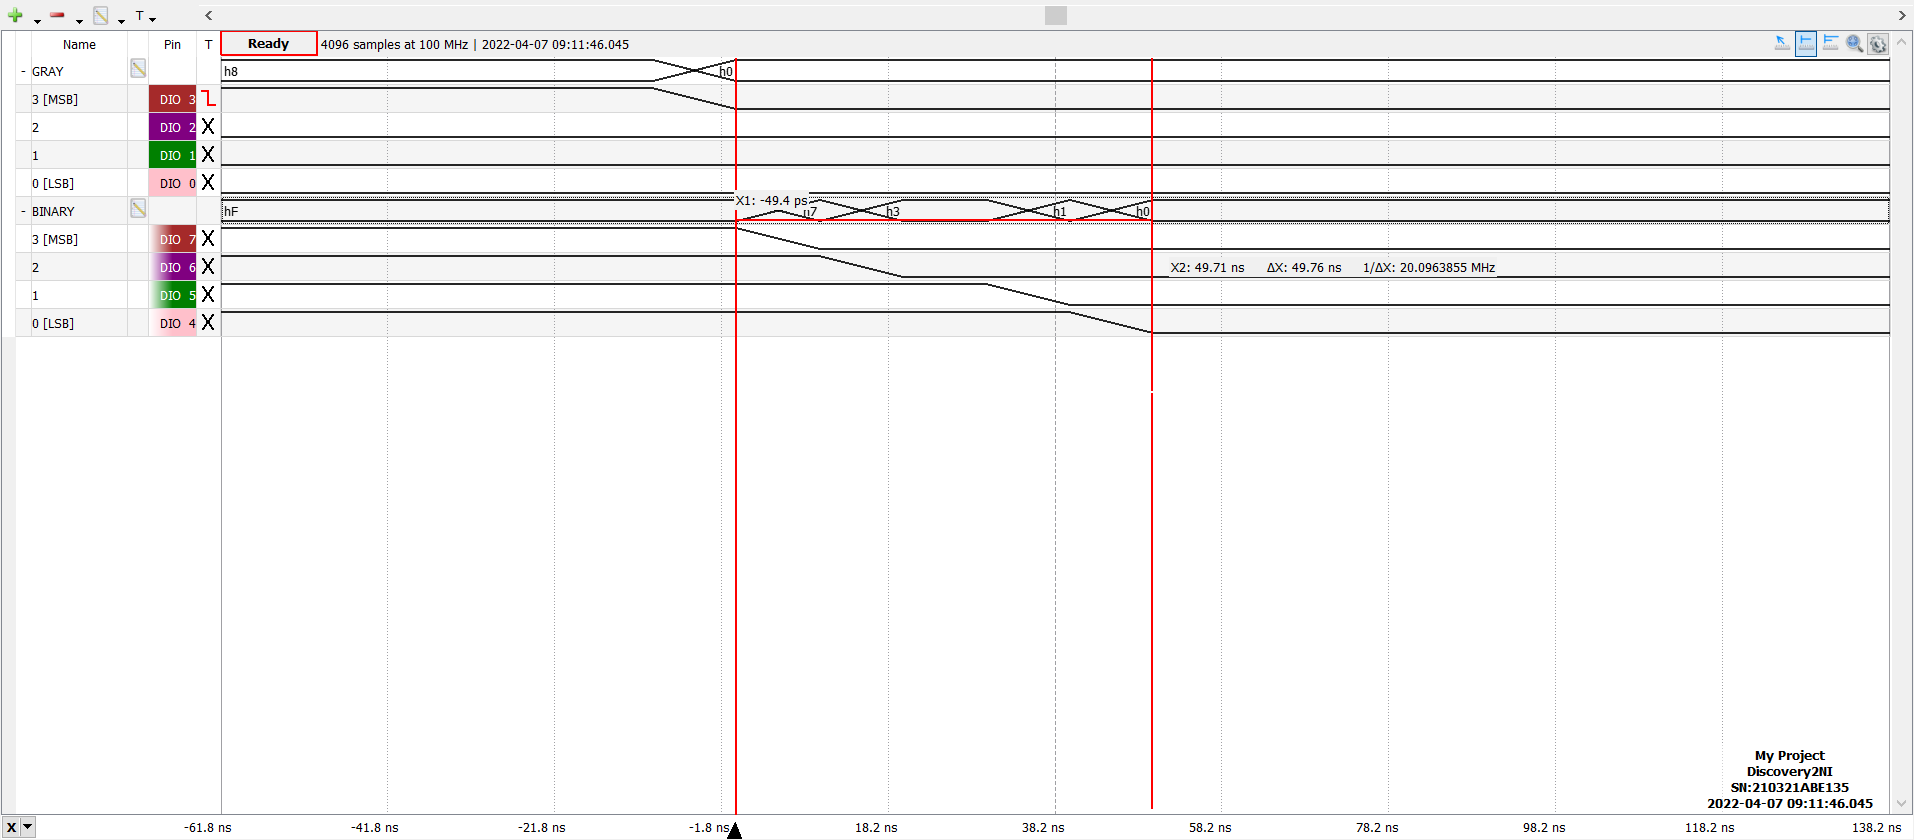 T
Name Pin T Ready 4096 samples at 100 MHz | 2022-04-07 09:11:46.045
- GRAY h8 h0
3 [MSB] DIO 3
2 DIO 2 X
1 DIO 1 X
0 [LSB] DIO 0 X
X1: -49.4 ps
- BINARY hF h3 h1 h0
3 [MSB] DIO 7 X
2 DIO 6 X X2: 49.71 ns ΔX: 49.76 ns 1/ΔX: 20.0963855 MHz
1 DIO 5 X
0 [LSB] DIO 4 X
My Project
Discovery2NI
SN:210321ABE135
2022-04-07 09:11:46.045
X -61.8 ns -41.8 ns -21.8 ns -1.8 ns 18.2 ns 38.2 ns 58.2 ns 78.2 ns 98.2 ns 118.2 ns 138.2 ns